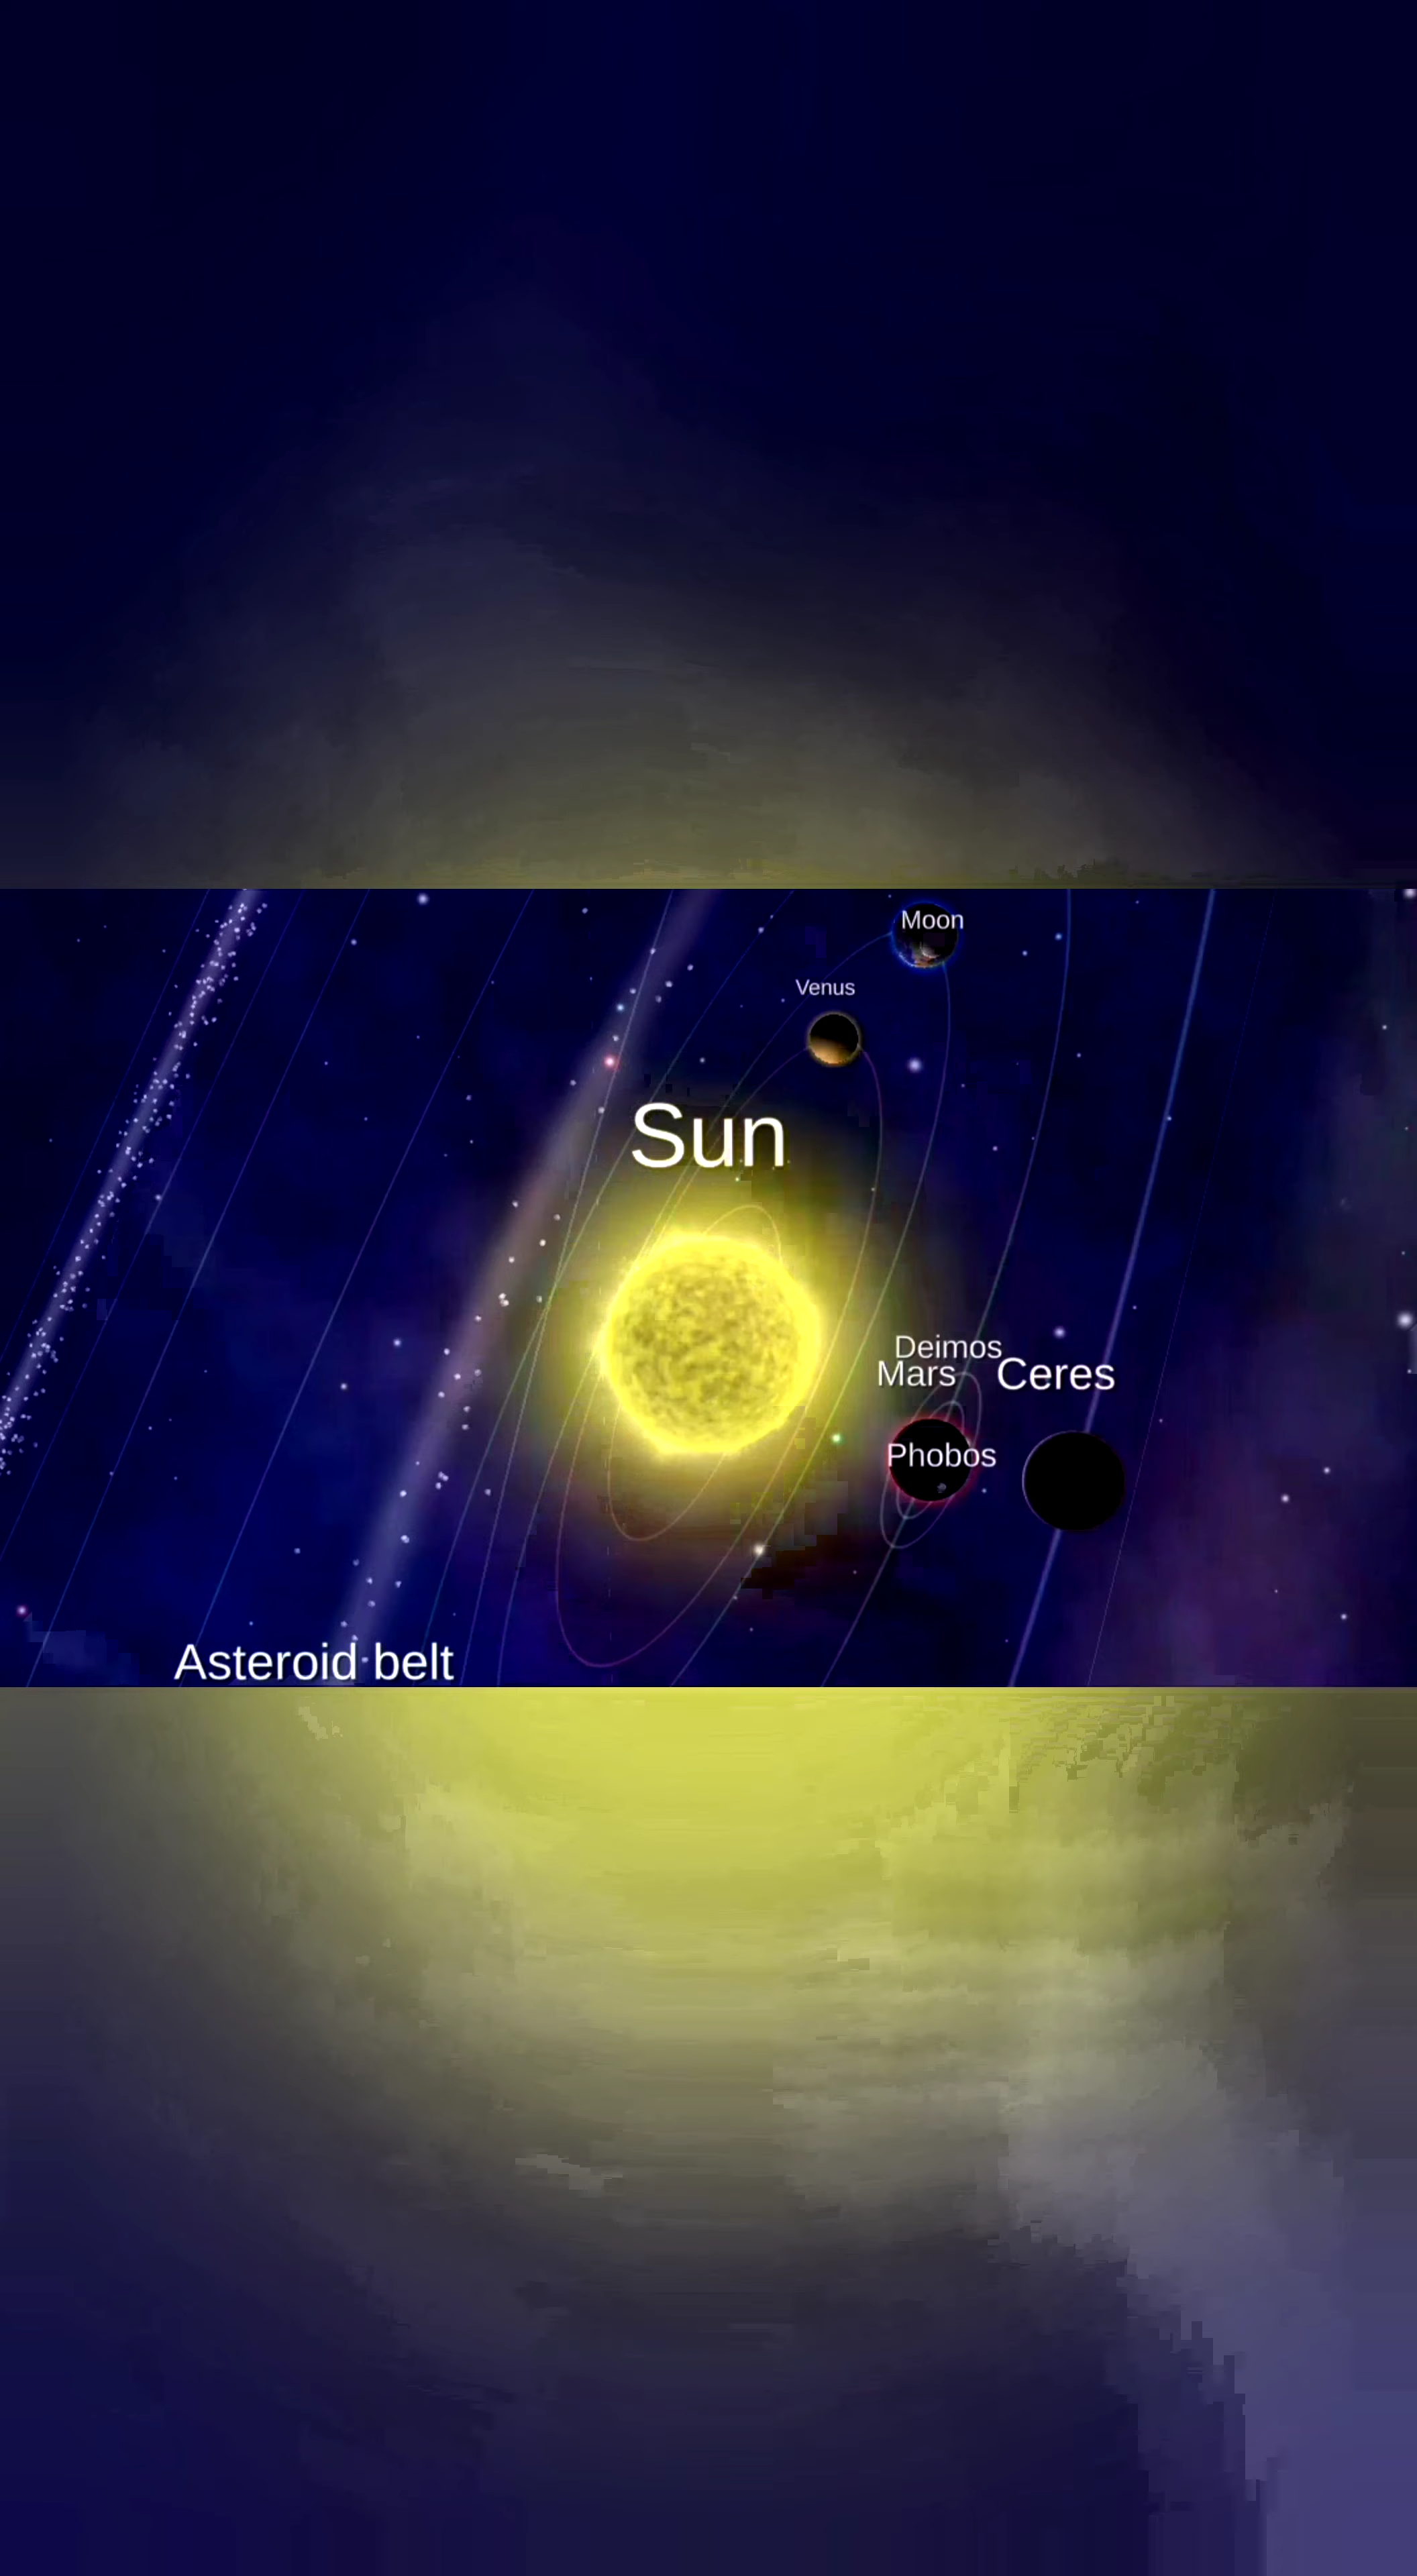 Moon
Venus
Sun
Deimos
Mars
Ceres
Phobos
Asteroid belt